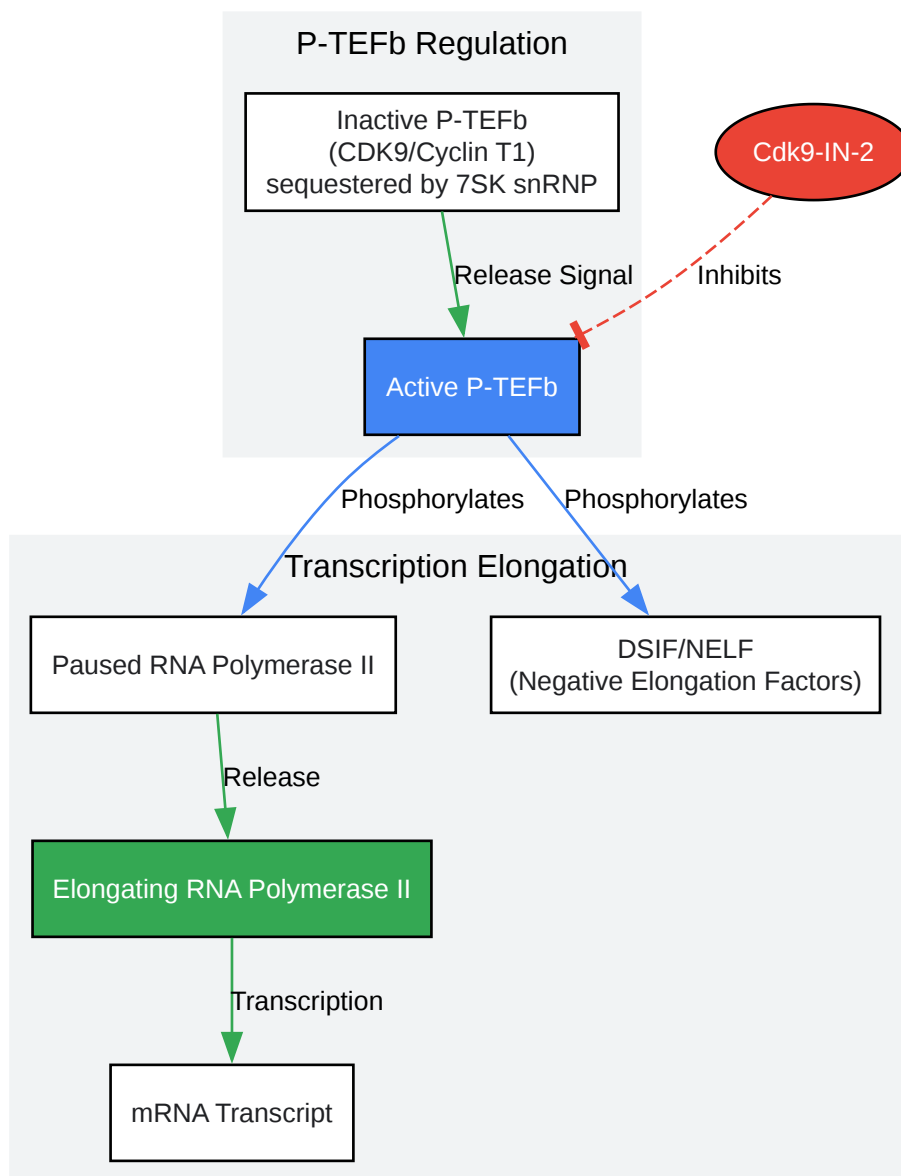 P-TEFb Regulation
Inactive P-TEFb
(CDK9/Cyclin T1)
sequestered by 7SK snRNP
Cdk9-IN-2
Release Signal
Inhibits
Active P-TEFb
Phosphorylates
Phosphorylates
Transcription Elongation
Paused RNA Polymerase II
DSIF/NELF
(Negative Elongation Factors)
Release
Elongating RNA Polymerase II
Transcription
mRNA Transcript